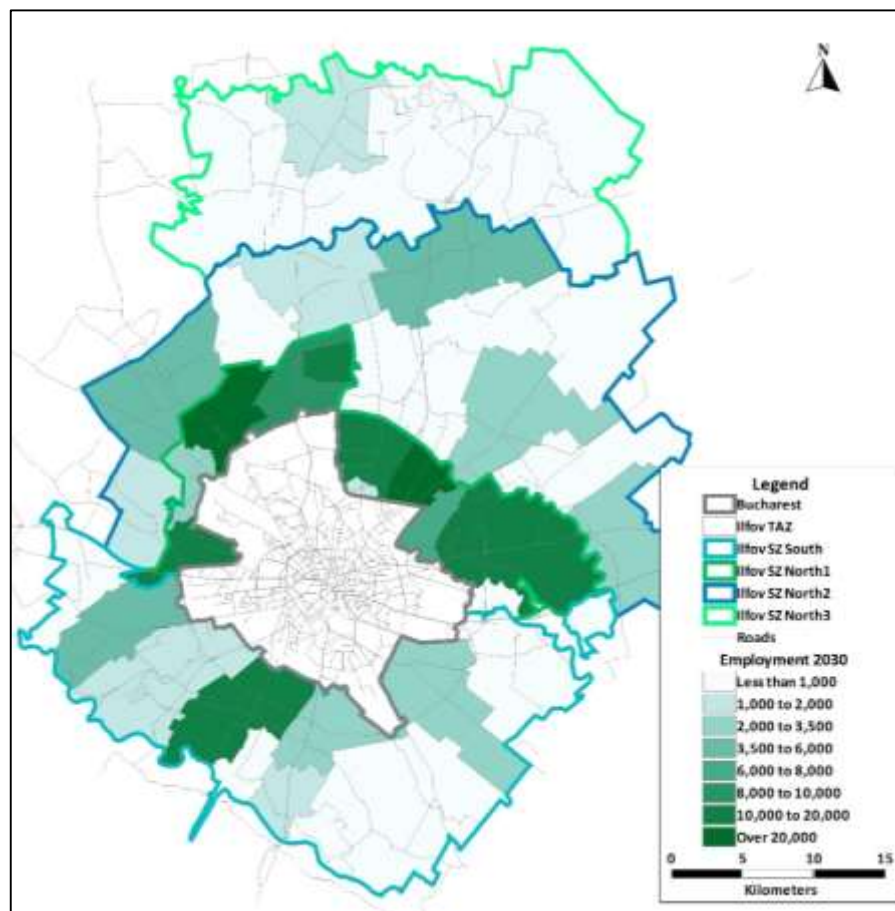 N
Legend
Bucharest
Ilfov TAZ
Ilfov SZ South
Ilfov SZ North1
Ilfov SZ North2
Ilfov SZ North3
Roads
Employment 2030
Less than 1,000
1,000 to 2,000
2,000 to 3,500
3,500 to 6,000
6,000 to 8,000
8,000 to 10,000
10,000 to 20,000
Over 20,000
0 5 10 15
Kilometers